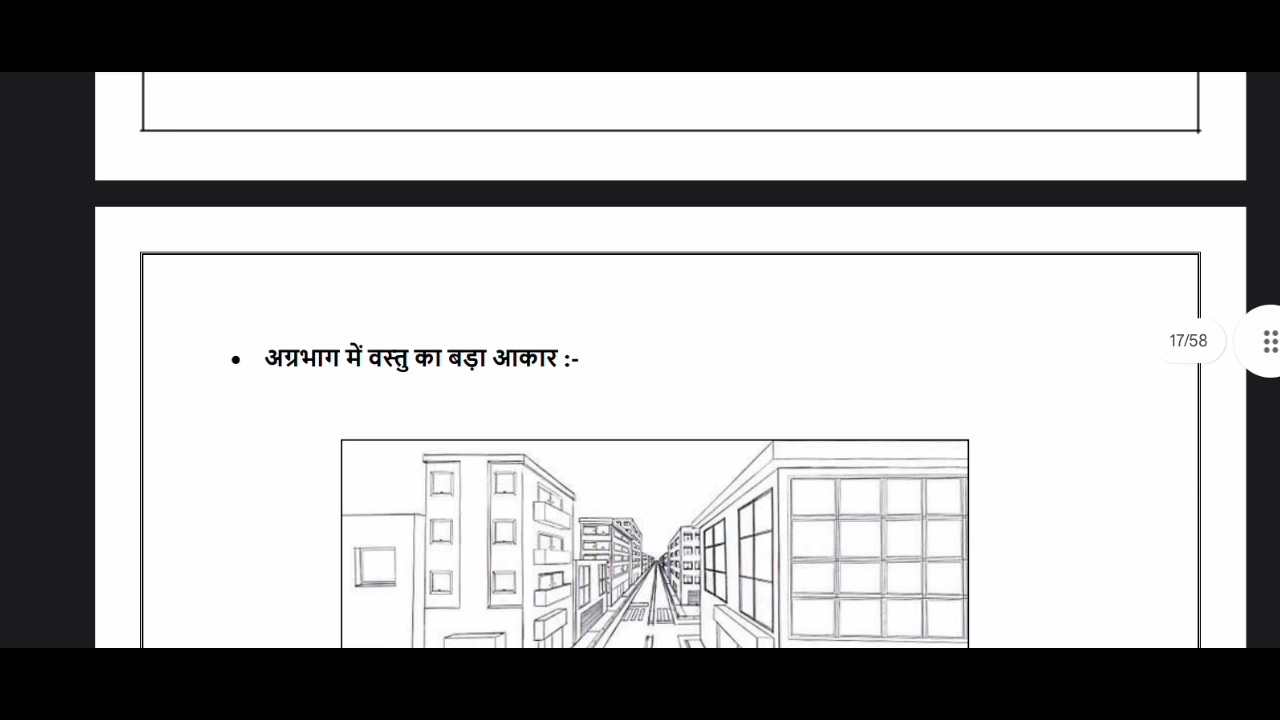 • अग्रभाग में वस्तु का बड़ा आकार :-
17/58